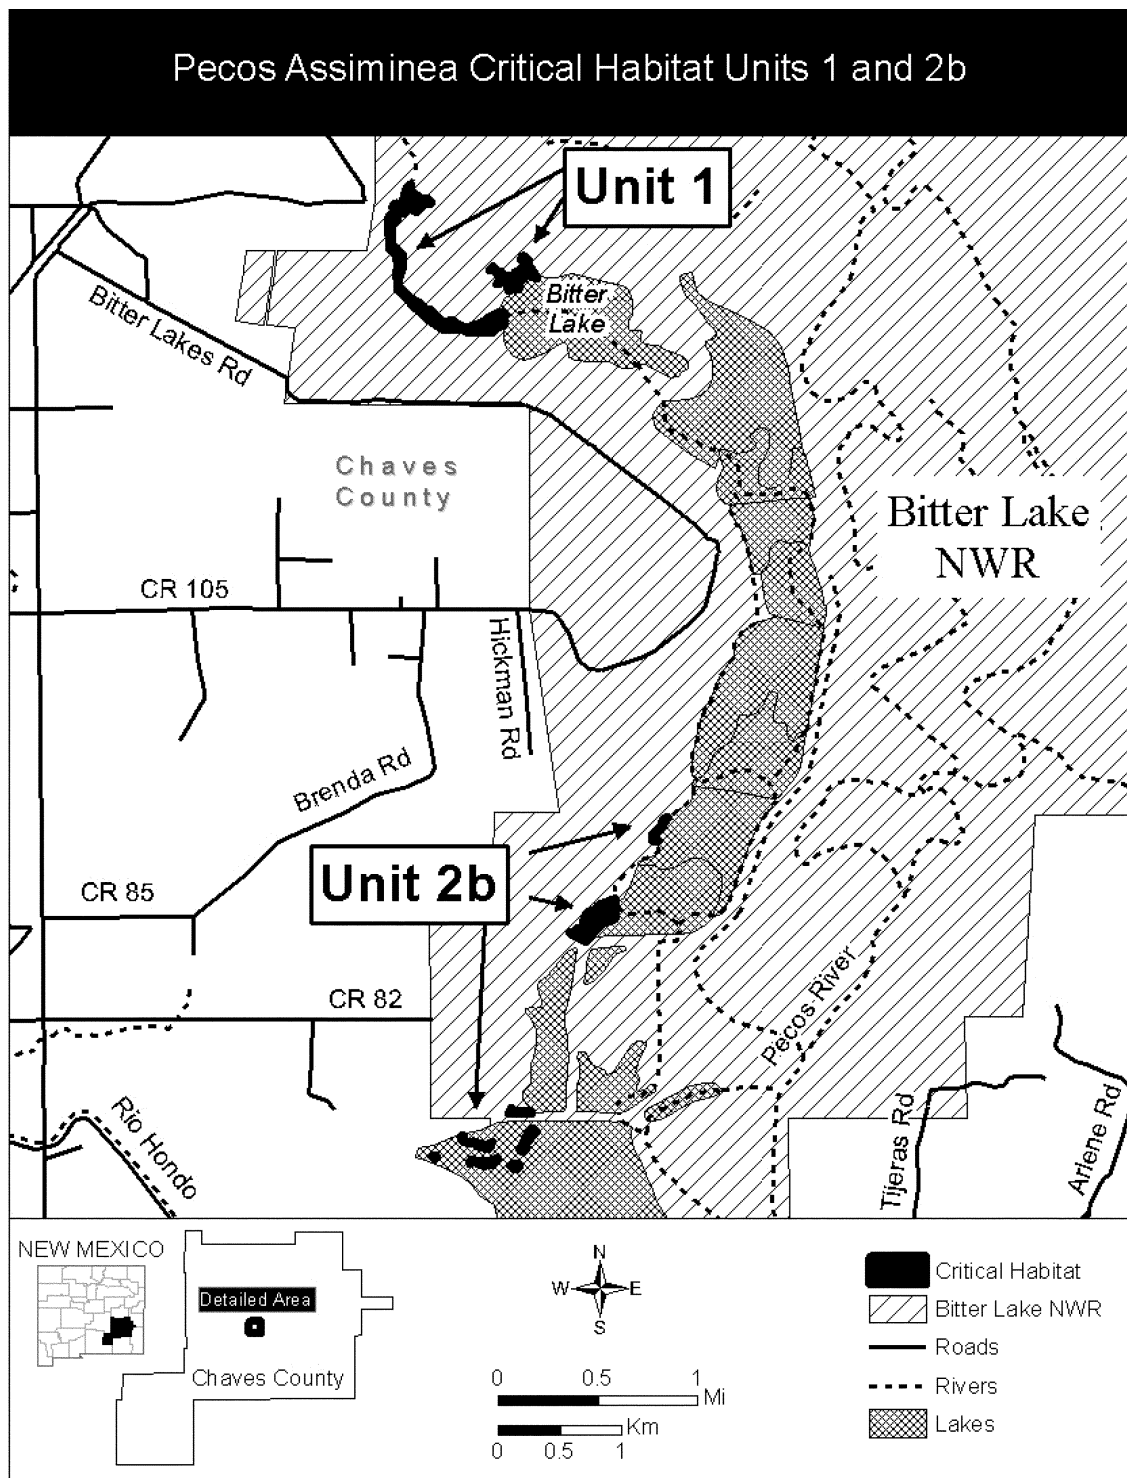 Pecos Assiminea Critical Habitat Units 1 and 2b
Unit 1
Bitter
Lake
Bitter Lakes Rd
Chaves
County
Bitter Lake
NWR
CR 105
Hickman Rd
Brenda Rd
Unit 2b
CR 85
CR 82
Pecos River
Rio Hondo
Tijeras Rd
Arlene Rd
NEW MEXICO
Detailed Area
Chaves County
N
W
E
S
0 0.5 1
Mi
Km
0 0.5 1
Critical Habitat
Bitter Lake NWR
Roads
Rivers
Lakes